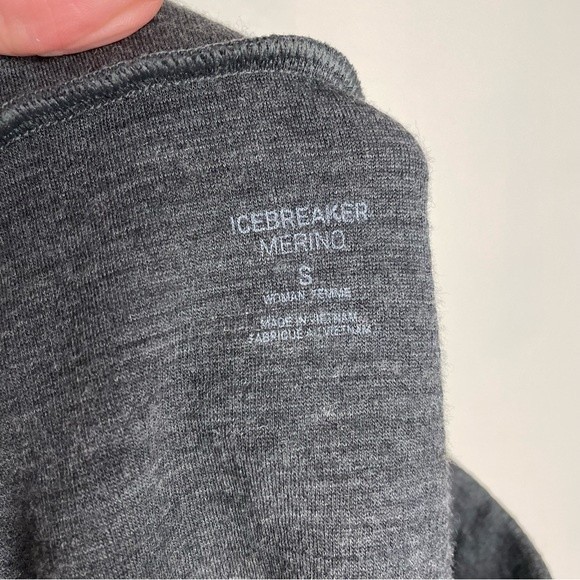 ICEBREAKER
MERINO
S
WOMAN FEMME
MADE IN VIETNAM
FABRIQUÉ AU VIETNAM